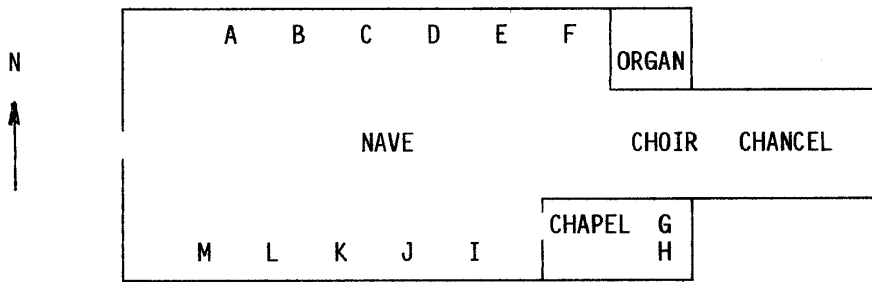 A B C D E F
N
ORGAN
NAVE CHOIR CHANCEL
CHAPEL G
M L K J I H